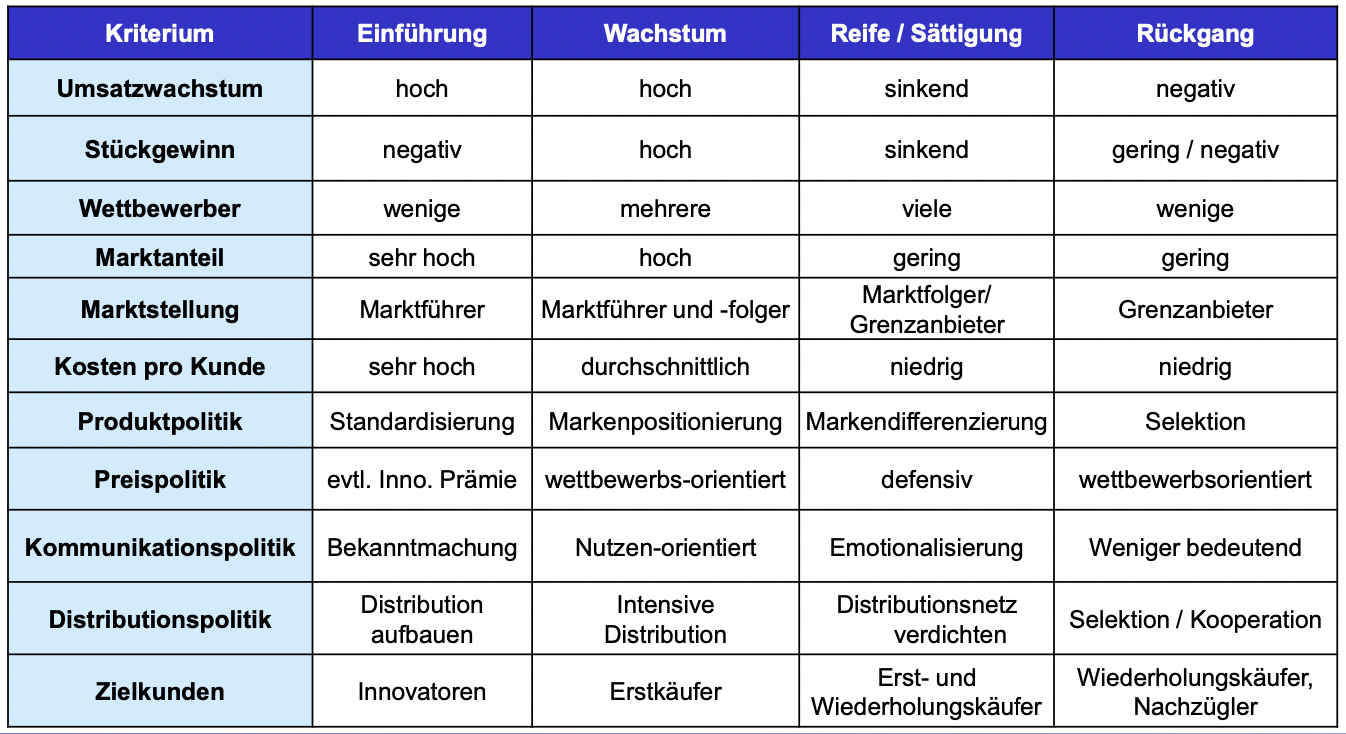 Kriterium Einführung Wachstum Reife / Sättigung Rückgang
Umsatzwachstum hoch hoch sinkend negativ
Stückgewinn negativ hoch sinkend gering / negativ
Wettbewerber wenige mehrere viele wenige
Marktanteil sehr hoch hoch gering gering
Marktstellung Marktführer Marktführer und -folger Marktfolger/
Grenzanbieter Grenzanbieter
Kosten pro Kunde sehr hoch durchschnittlich niedrig niedrig
Produktpolitik Standardisierung Markenpositionierung Markendifferenzierung Selektion
Preispolitik evtl. Inno. Prämie wettbewerbs-orientiert defensiv wettbewerbsorientiert
Kommunikationspolitik Bekanntmachung Nutzen-orientiert Emotionalisierung Weniger bedeutend
Distributionspolitik Distribution
aufbauen Intensive
Distribution Distributionsnetz
verdichten Selektion / Kooperation
Zielkunden Innovatoren Erstkäufer Erst- und
Wiederholungskäufer Wiederholungskäufer,
Nachzügler